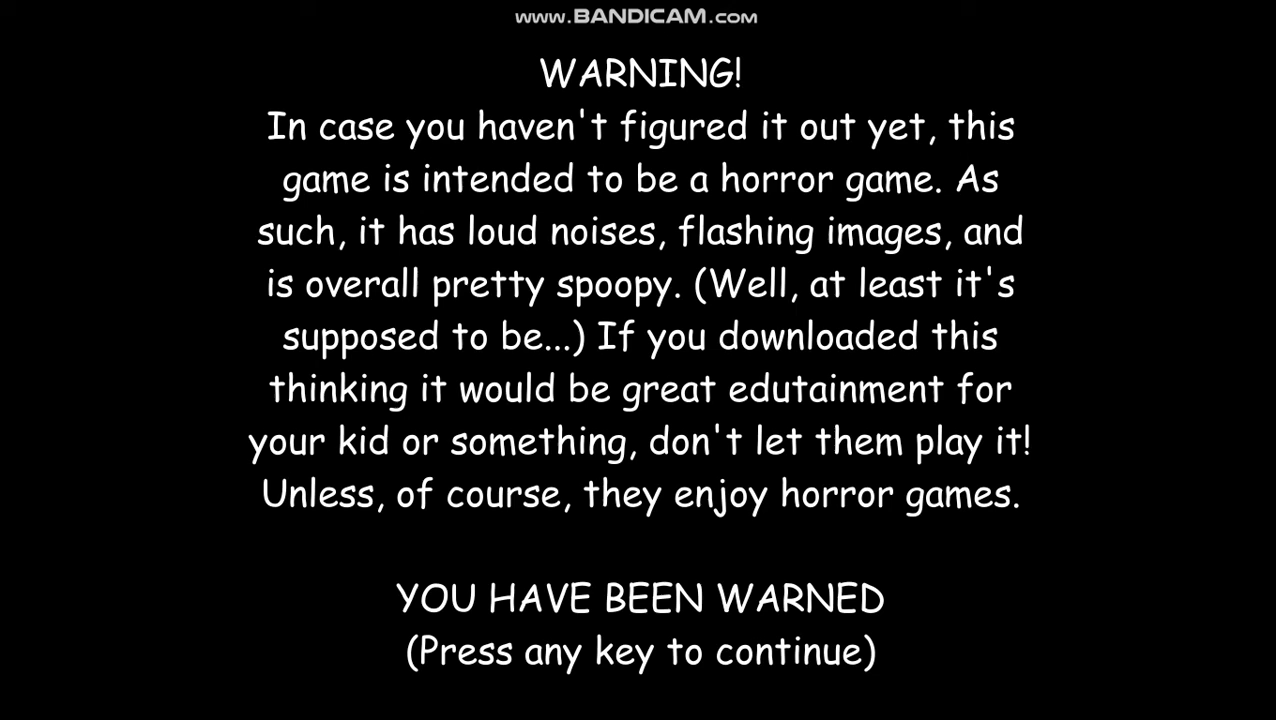 www.BANDICAM.com
WARNING!
In case you haven't figured it out yet, this
game is intended to be a horror game. As
such, it has loud noises, flashing images, and
is overall pretty spoopy. (Well, at least it's
supposed to be...) If you downloaded this
thinking it would be great edutainment for
your kid or something, don't let them play it!
Unless, of course, they enjoy horror games.
YOU HAVE BEEN WARNED
(Press any key to continue)